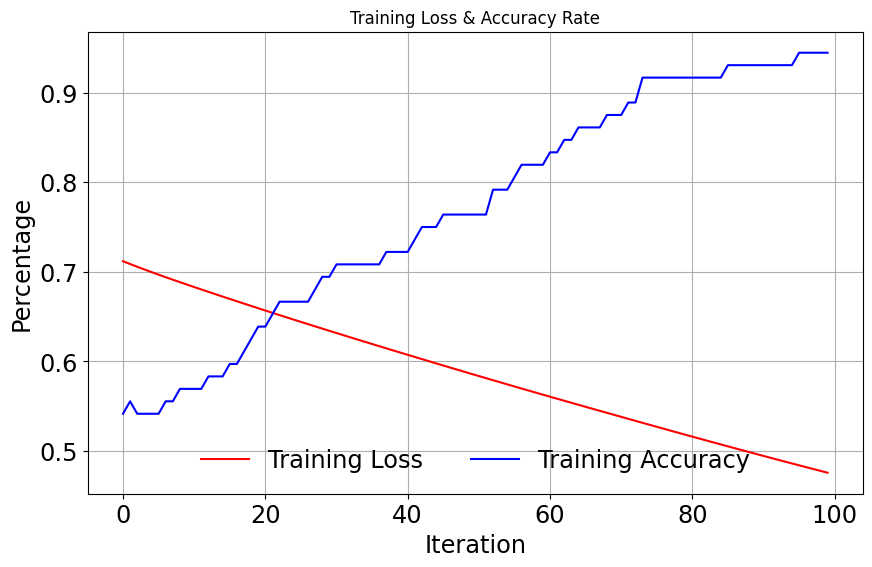 Training Loss & Accuracy Rate
Percentage
0.9
0.8
0.7
0.6
0.5
Training Loss Training Accuracy
0 20 40 60 80 100
Iteration